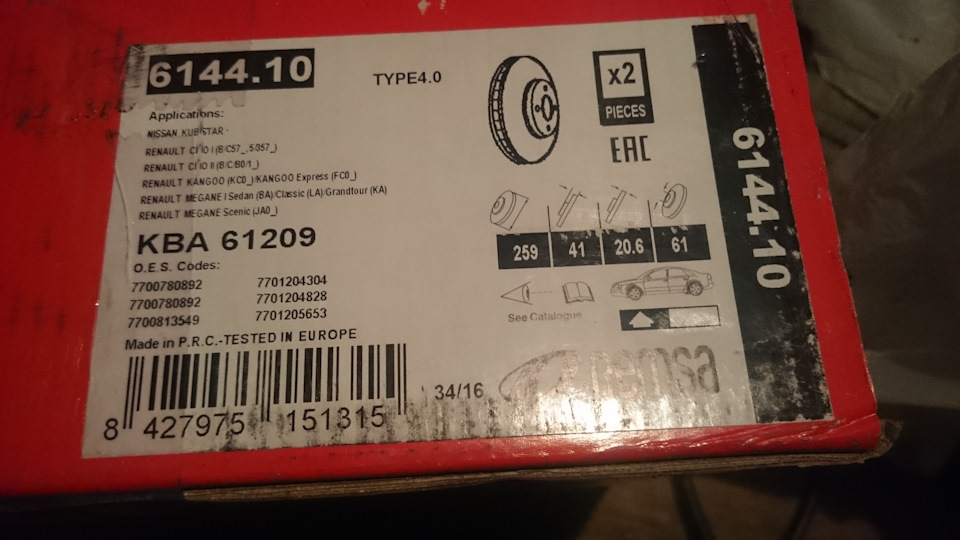 6144.10
TYPE4.0
x2
PIECES
EAC
Applications:
NISSAN KUBISTAR
RENAULT CLIO I (B/C57_, 5/357_)
RENAULT CLIO II (B/C/B0/1_)
RENAULT KANGOO (KC0_)/KANGOO Express (FC0_)
RENAULT MEGANE I Sedan (BA)/Classic (LA)/Grandtour (KA)
RENAULT MEGANE Scenic (JA0_)
KBA 61209
O.E.S. Codes:
7700780892 7701204304
7700780892 7701204828
7700813549 7701205653
Made in P.R.C.-TESTED IN EUROPE
8 427975 151315
34/16
259 41 20.6 61
See Catalogue
remsa
6144.10